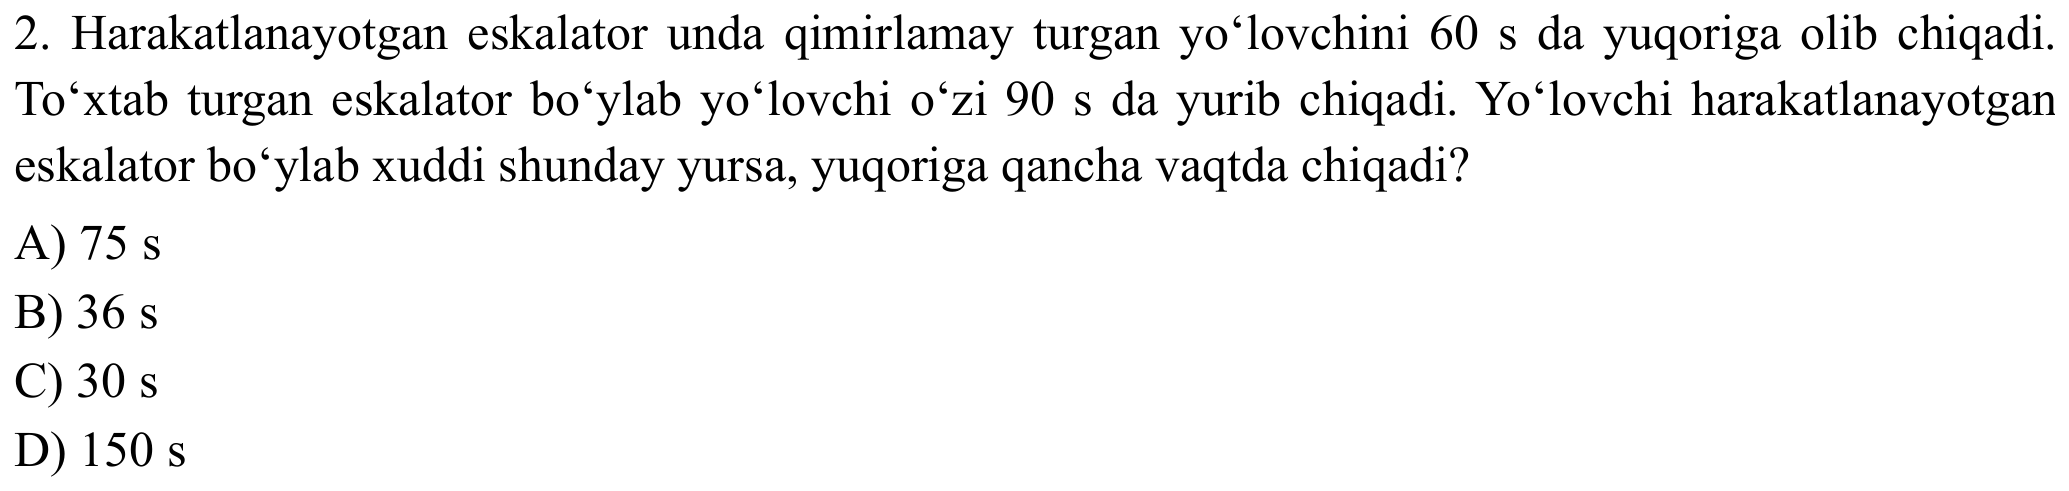 2. Harakatlanayotgan eskalator unda qimirlamay turgan yo‘lovchini 60 s da yuqoriga olib chiqadi.
To‘xtab turgan eskalator bo‘ylab yo‘lovchi o‘zi 90 s da yurib chiqadi. Yo‘lovchi harakatlanayotgan
eskalator bo‘ylab xuddi shunday yursa, yuqoriga qancha vaqtda chiqadi?
A) 75 s
B) 36 s
C) 30 s
D) 150 s